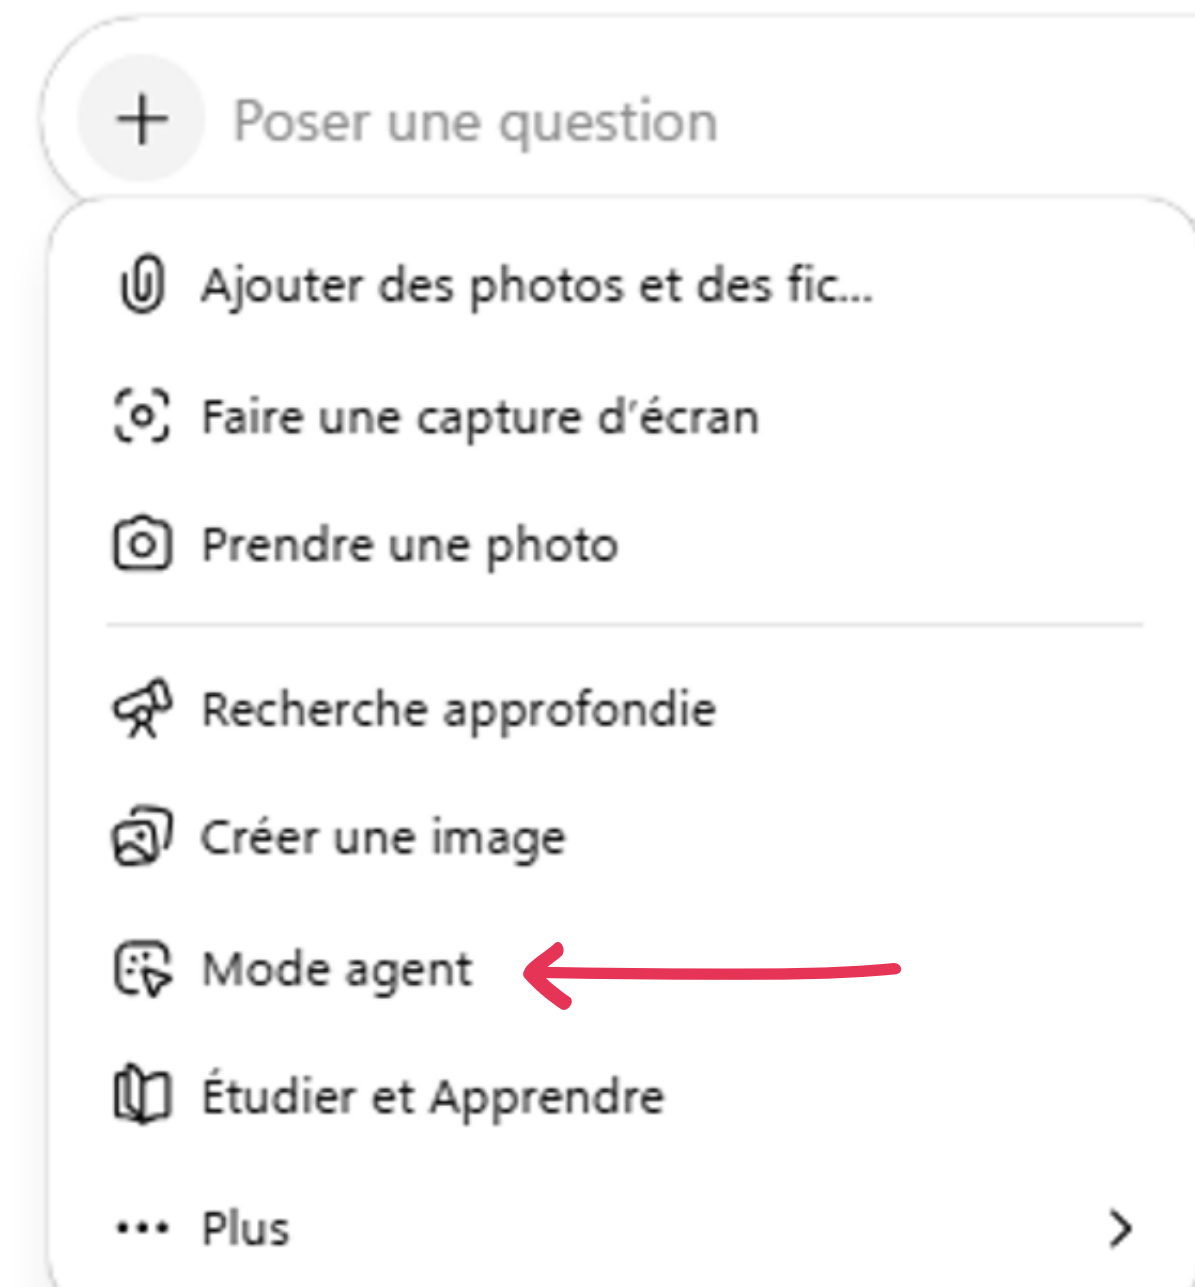 Poser une question
Ajouter des photos et des fic...
Faire une capture d'écran
Prendre une photo
Recherche approfondie
Créer une image
Mode agent
Étudier et Apprendre
Plus